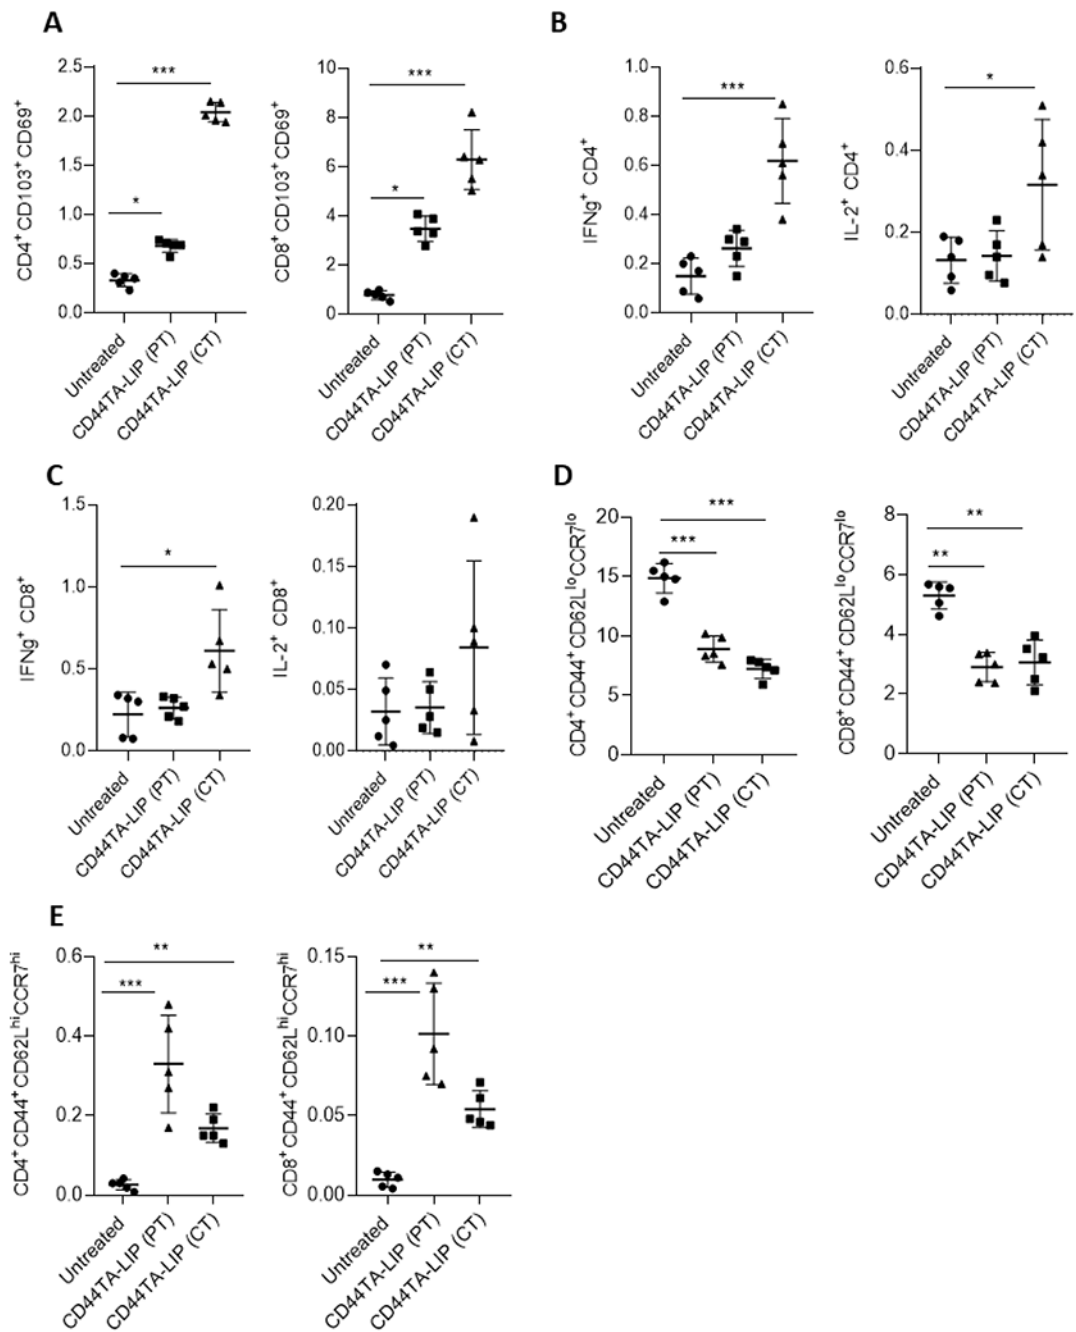 A
CD4+ CD103+ CD69+
2.5
2.0
1.5
1.0
0.5
0.0
***
*
Untreated
CD44TA-LIP (PT)
CD44TA-LIP (CT)
CD8+ CD103+ CD69+
10
8
6
4
2
0
***
*
Untreated
CD44TA-LIP (PT)
CD44TA-LIP (CT)
B
IFNg+ CD4+
1.0
0.8
0.6
0.4
0.2
0.0
***
Untreated
CD44TA-LIP (PT)
CD44TA-LIP (CT)
IL-2+ CD4+
0.6
0.4
0.2
0.0
*
Untreated
CD44TA-LIP (PT)
CD44TA-LIP (CT)
C
IFNg+ CD8+
1.5
1.0
0.5
0.0
*
Untreated
CD44TA-LIP (PT)
CD44TA-LIP (CT)
IL-2+ CD8+
0.20
0.15
0.10
0.05
0.00
Untreated
CD44TA-LIP (PT)
CD44TA-LIP (CT)
D
CD4+ CD44+ CD62Llo CCR7lo
20
15
10
5
0
***
***
Untreated
CD44TA-LIP (PT)
CD44TA-LIP (CT)
CD8+ CD44+ CD62Llo CCR7lo
8
6
4
2
0
**
**
Untreated
CD44TA-LIP (PT)
CD44TA-LIP (CT)
E
CD4+ CD44+ CD62Lhi CCR7hi
0.6
0.4
0.2
0.0
**
***
Untreated
CD44TA-LIP (PT)
CD44TA-LIP (CT)
CD8+ CD44+ CD62Lhi CCR7hi
0.15
0.10
0.05
0.00
**
***
Untreated
CD44TA-LIP (PT)
CD44TA-LIP (CT)